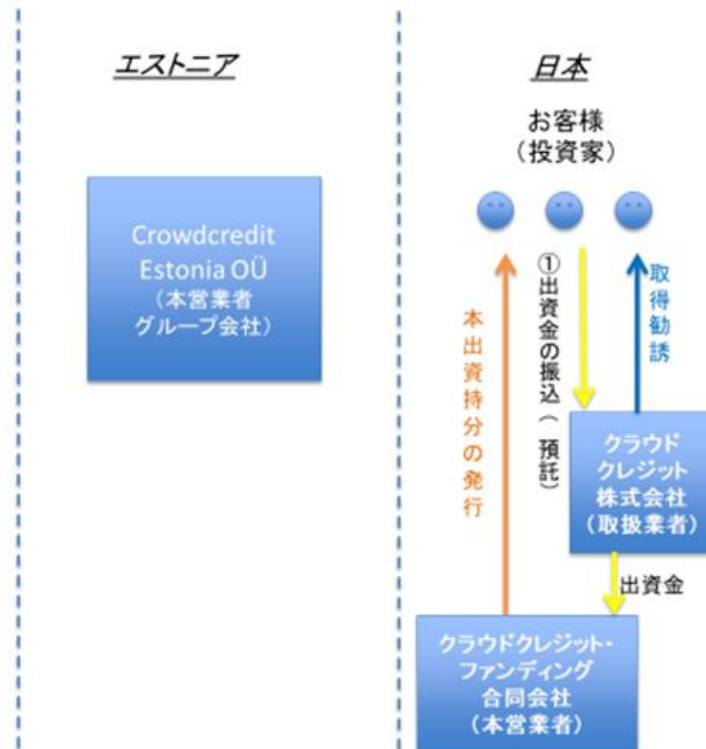 エストニア
日本
お客様
（投資家）
Crowdcredit
Estonia OÜ
（本営業者
グループ会社）
本出資持分の発行
①出資金の振込（預託）
取得勧誘
クラウド
クレジット
株式会社
（取扱業者）
出資金
クラウドクレジット・
ファンディング
合同会社
（本営業者）